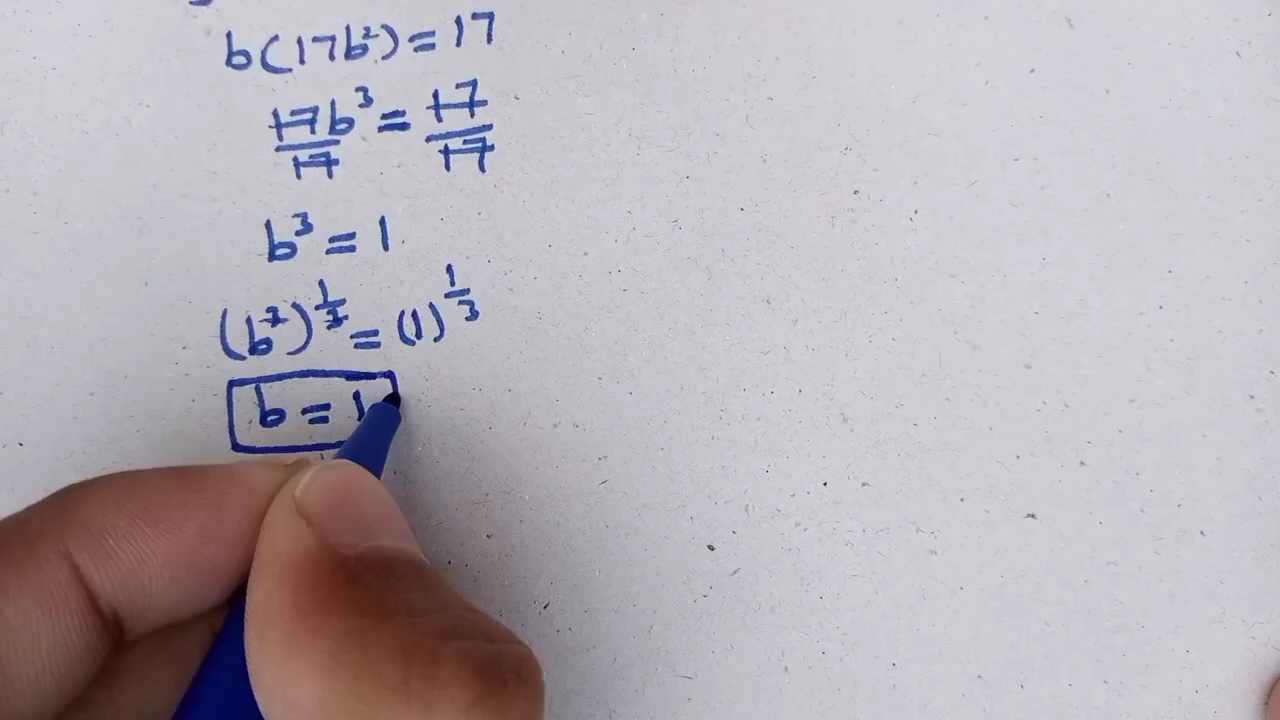 b(17b²) = 17
17b³/17 = 17/17
b³ = 1
(b³)^(1/3) = (1)^(1/3)
b = 1